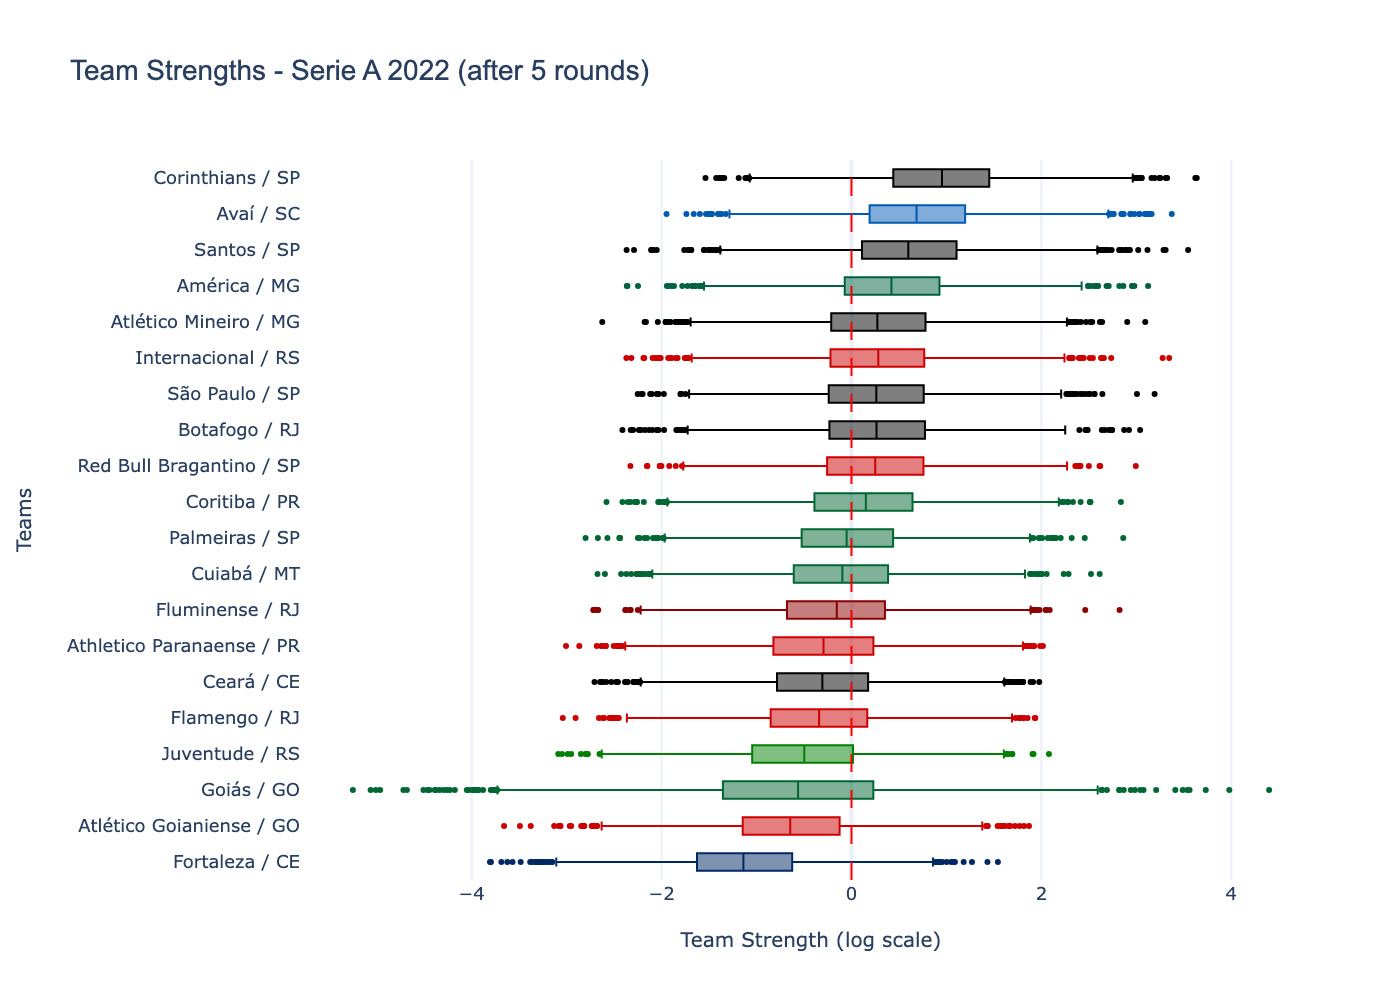 Team Strengths - Serie A 2022 (after 5 rounds)
Corinthians / SP
Avaí / SC
Santos / SP
América / MG
Atlético Mineiro / MG
Internacional / RS
São Paulo / SP
Botafogo / RJ
Red Bull Bragantino / SP
Coritiba / PR
Palmeiras / SP
Cuiabá / MT
Fluminense / RJ
Athletico Paranaense / PR
Ceará / CE
Flamengo / RJ
Juventude / RS
Goiás / GO
Atlético Goianiense / GO
Fortaleza / CE
Teams
−4 −2 0 2 4
Team Strength (log scale)